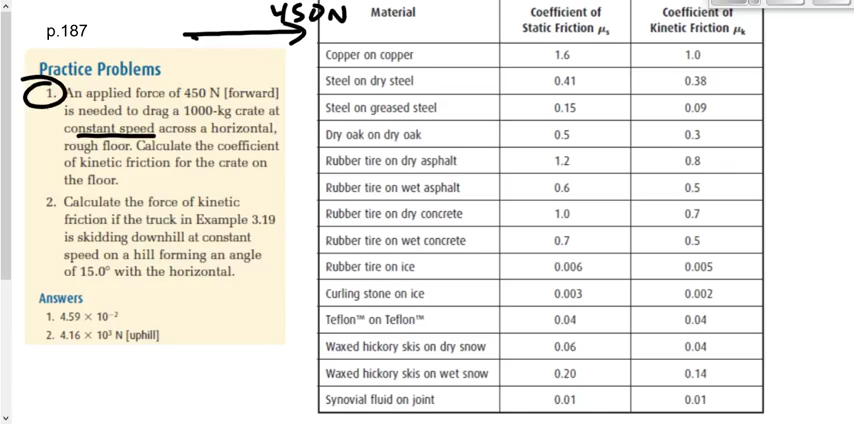 p.187
450N
Practice Problems
1. An applied force of 450 N [forward]
is needed to drag a 1000-kg crate at
constant speed across a horizontal,
rough floor. Calculate the coefficient
of kinetic friction for the crate on
the floor.
2. Calculate the force of kinetic
friction if the truck in Example 3.19
is skidding downhill at constant
speed on a hill forming an angle
of 15.0° with the horizontal.
Answers
1. 4.59 × 10⁻²
2. 4.16 × 10³ N [uphill]
Material Coefficient of Static Friction μs Coefficient of Kinetic Friction μk
Copper on copper 1.6 1.0
Steel on dry steel 0.41 0.38
Steel on greased steel 0.15 0.09
Dry oak on dry oak 0.5 0.3
Rubber tire on dry asphalt 1.2 0.8
Rubber tire on wet asphalt 0.6 0.5
Rubber tire on dry concrete 1.0 0.7
Rubber tire on wet concrete 0.7 0.5
Rubber tire on ice 0.006 0.005
Curling stone on ice 0.003 0.002
Teflon™ on Teflon™ 0.04 0.04
Waxed hickory skis on dry snow 0.06 0.04
Waxed hickory skis on wet snow 0.20 0.14
Synovial fluid on joint 0.01 0.01